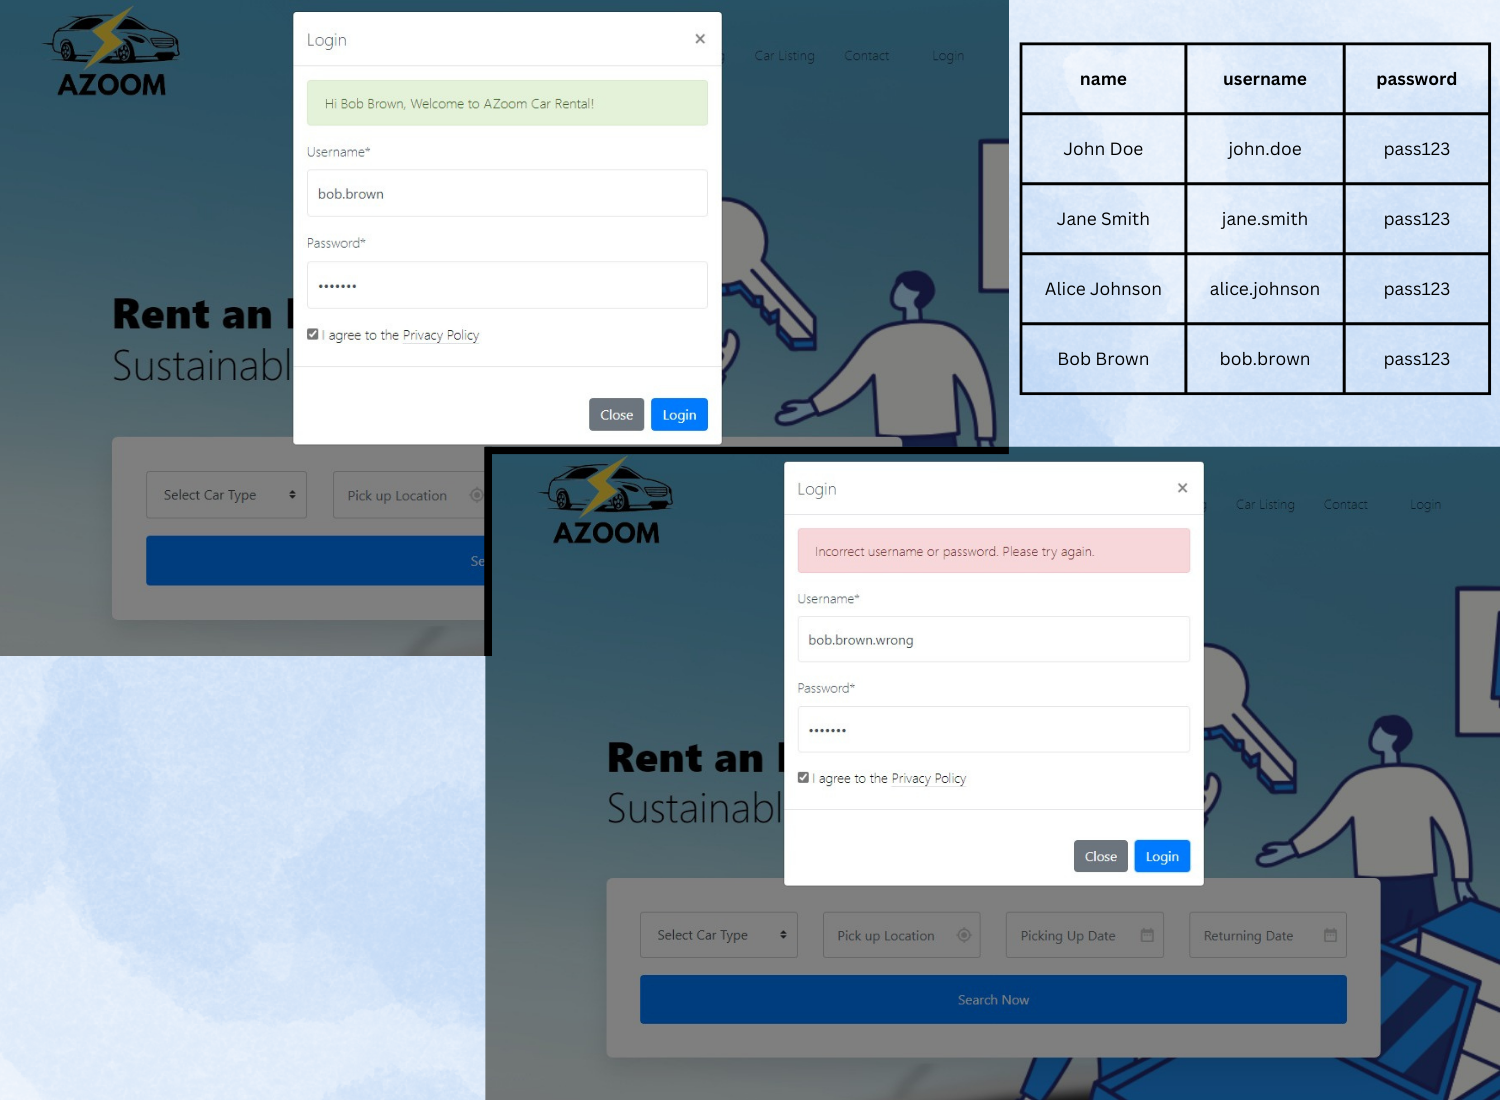 AZOOM
Car Listing
Contact
Login
Login
×
Hi Bob Brown, Welcome to AZoom Car Rental!
Username*
bob.brown
Password*
•••••••
I agree to the Privacy Policy
Close
Login
Rent an
Sustainabl
Select Car Type
Pick up Location
Se
name username password
John Doe john.doe pass123
Jane Smith jane.smith pass123
Alice Johnson alice.johnson pass123
Bob Brown bob.brown pass123
AZOOM
Car Listing
Contact
Login
Login
×
Incorrect username or password. Please try again.
Username*
bob.brown.wrong
Password*
•••••••
I agree to the Privacy Policy
Close
Login
Rent an
Sustainabl
Select Car Type
Pick up Location
Picking Up Date
Returning Date
Search Now